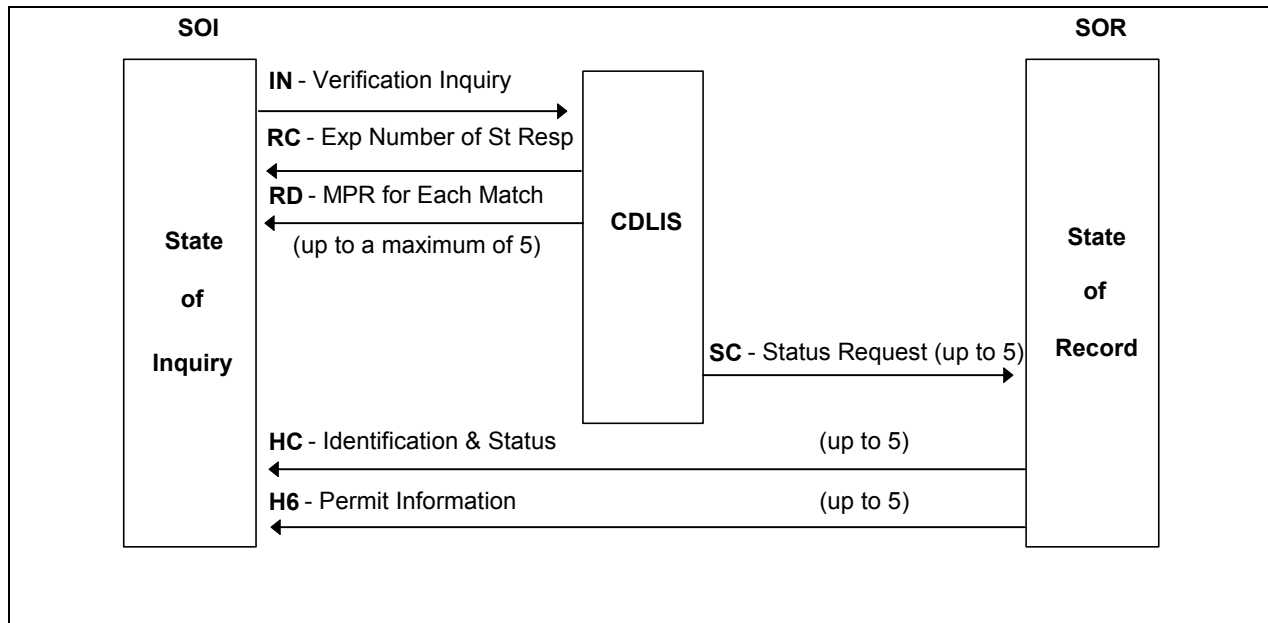 SOI
SOR
IN - Verification Inquiry
RC - Exp Number of St Resp
RD - MPR for Each Match
(up to a maximum of 5)
State
of
Inquiry
CDLIS
State
of
Record
SC - Status Request (up to 5)
HC - Identification & Status (up to 5)
H6 - Permit Information (up to 5)